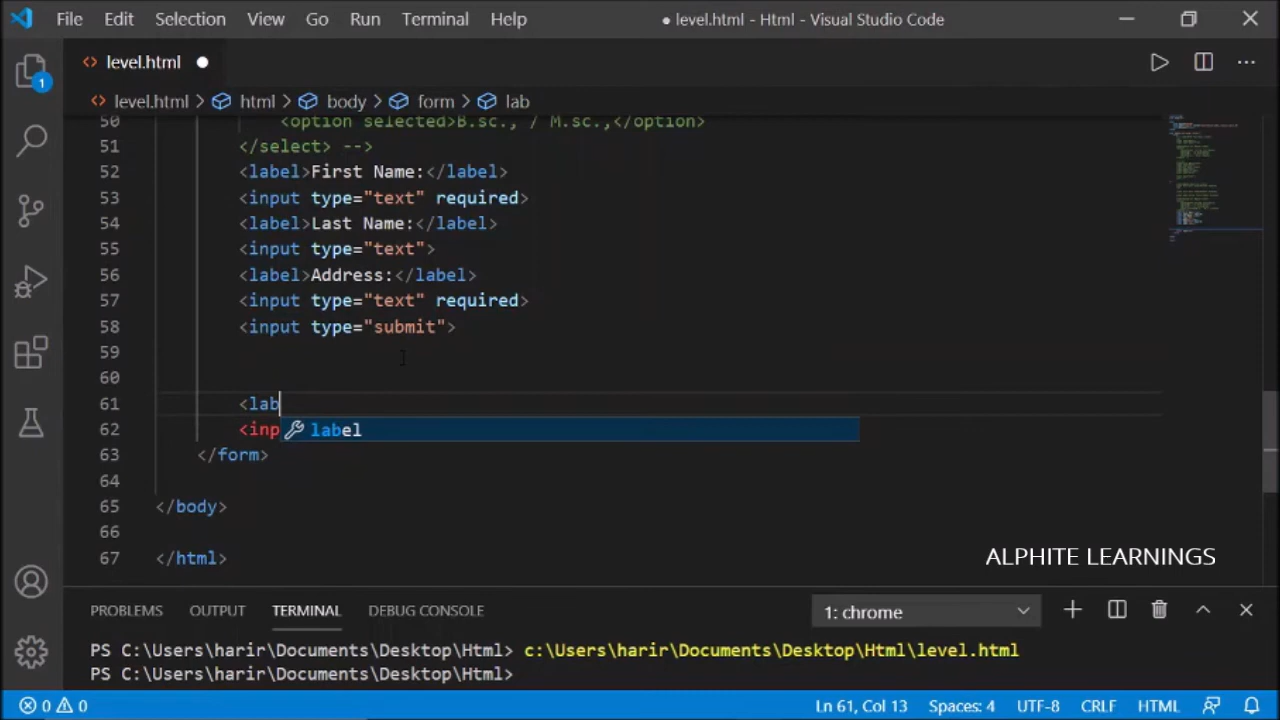 File Edit Selection View Go Run Terminal Help ● level.html - Html - Visual Studio Code
level.html ●
1
level.html > html > body > form > lab
50 <option selected>B.sc., / M.sc.,</option>
51 </select> -->
52 <label>First Name:</label>
53 <input type="text" required>
54 <label>Last Name:</label>
55 <input type="text">
56 <label>Address:</label>
57 <input type="text" required>
58 <input type="submit">
59
60
61 <lab
62 <inp label
63 </form>
64
65 </body>
66
67 </html>
ALPHITE LEARNINGS
PROBLEMS OUTPUT TERMINAL DEBUG CONSOLE 1: chrome
PS C:\Users\harir\Documents\Desktop\Html> c:\Users\harir\Documents\Desktop\Html\level.html
PS C:\Users\harir\Documents\Desktop\Html>
0 0 Ln 61, Col 13 Spaces: 4 UTF-8 CRLF HTML